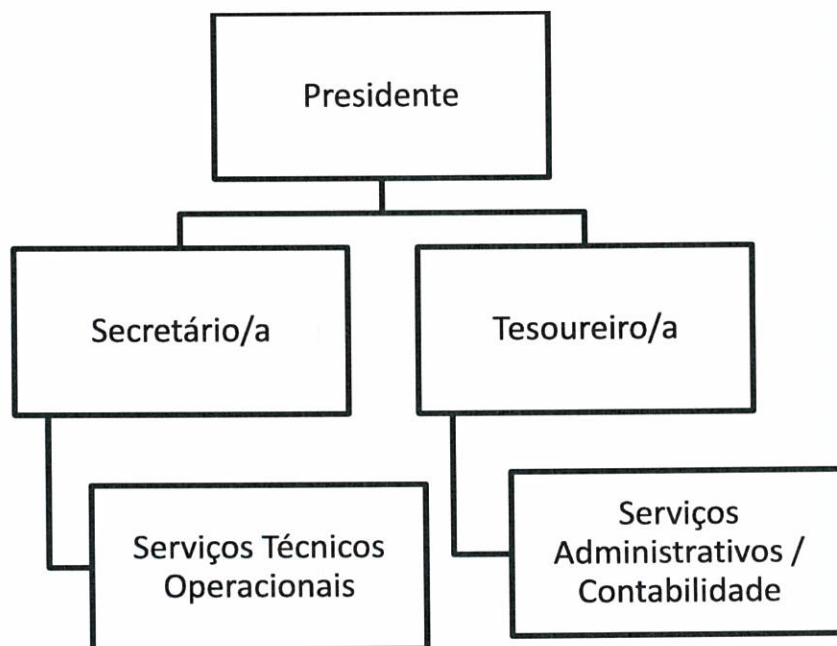 Presidente
Secretário/a
Tesoureiro/a
Serviços Técnicos
Operacionais
Serviços
Administrativos /
Contabilidade